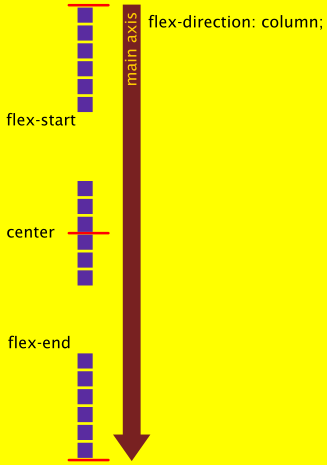 flex-direction: column;
main axis
flex-start
center
flex-end